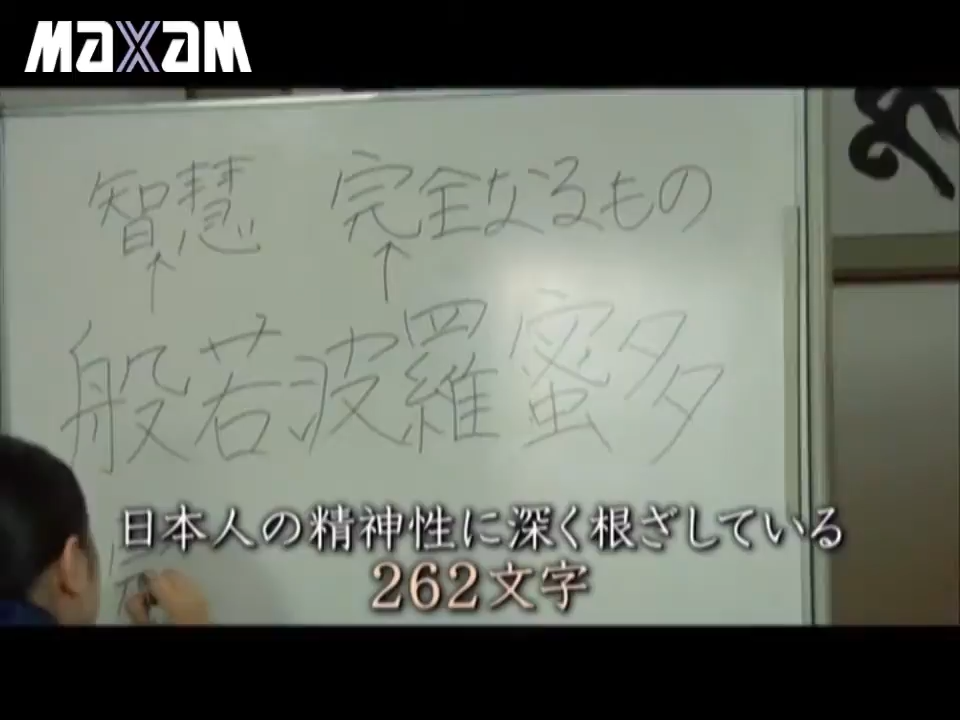 MAXAM
智慧 完全なるもの
↑ ↑
般若波羅蜜多
日本人の精神性に深く根ざしている
262文字